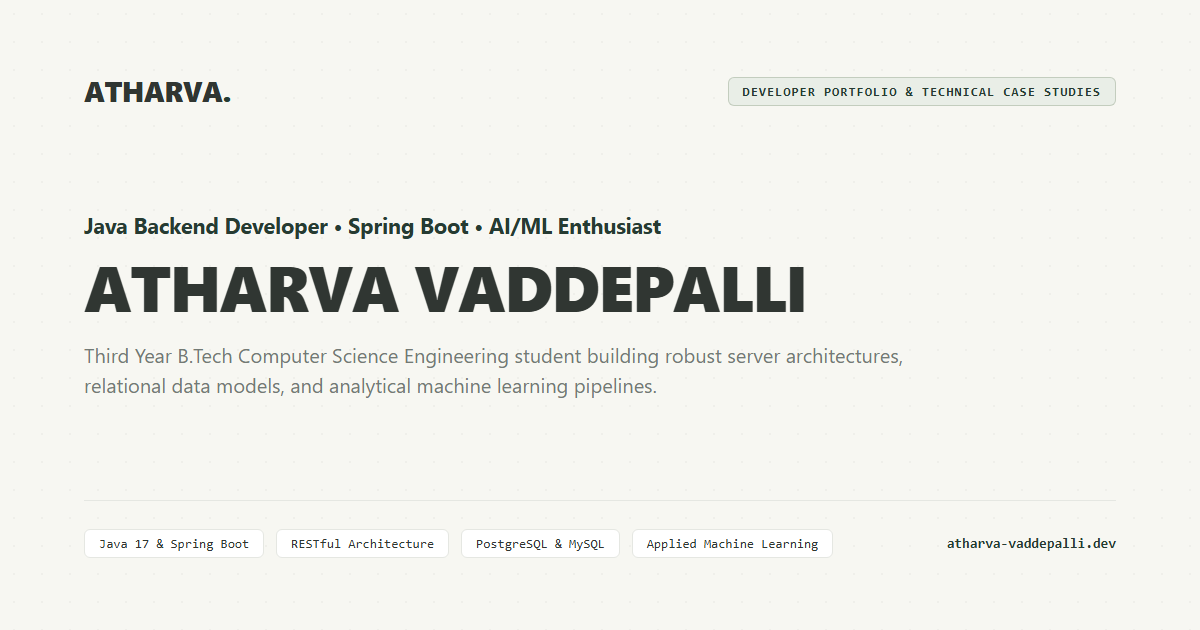 ATHARVA.
DEVELOPER PORTFOLIO & TECHNICAL CASE STUDIES
Java Backend Developer • Spring Boot • AI/ML Enthusiast
ATHARVA VADDEPALLI
Third Year B.Tech Computer Science Engineering student building robust server architectures,
relational data models, and analytical machine learning pipelines.
Java 17 & Spring Boot
RESTful Architecture
PostgreSQL & MySQL
Applied Machine Learning
atharva-vaddepalli.dev